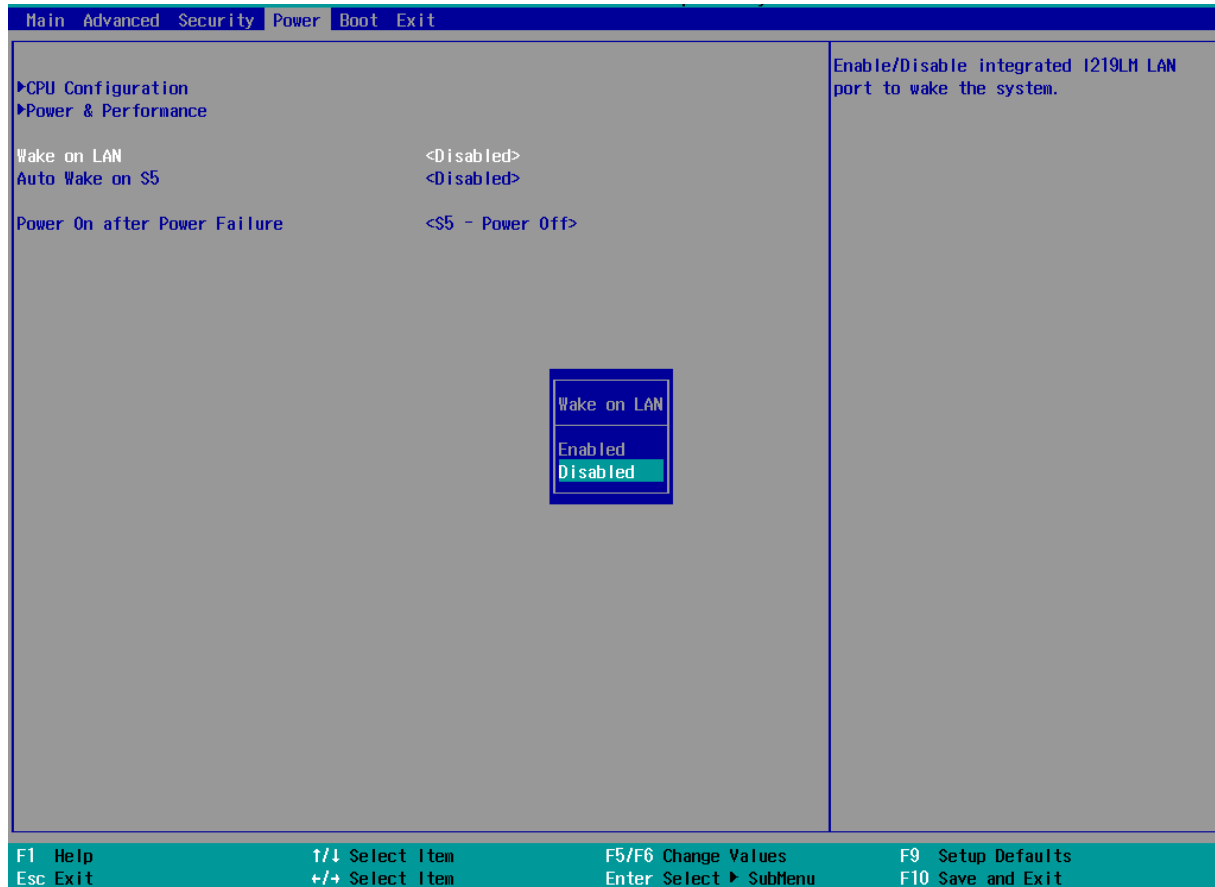 Main Advanced Security Power Boot Exit
Enable/Disable integrated I219LM LAN
port to wake the system.
▶CPU Configuration
▶Power & Performance
Wake on LAN <Disabled>
Auto Wake on S5 <Disabled>
Power On after Power Failure <S5 - Power Off>
Wake on LAN
Enabled
Disabled
F1 Help ↑/↓ Select Item F5/F6 Change Values F9 Setup Defaults
Esc Exit ←/→ Select Item Enter Select ▶ SubMenu F10 Save and Exit